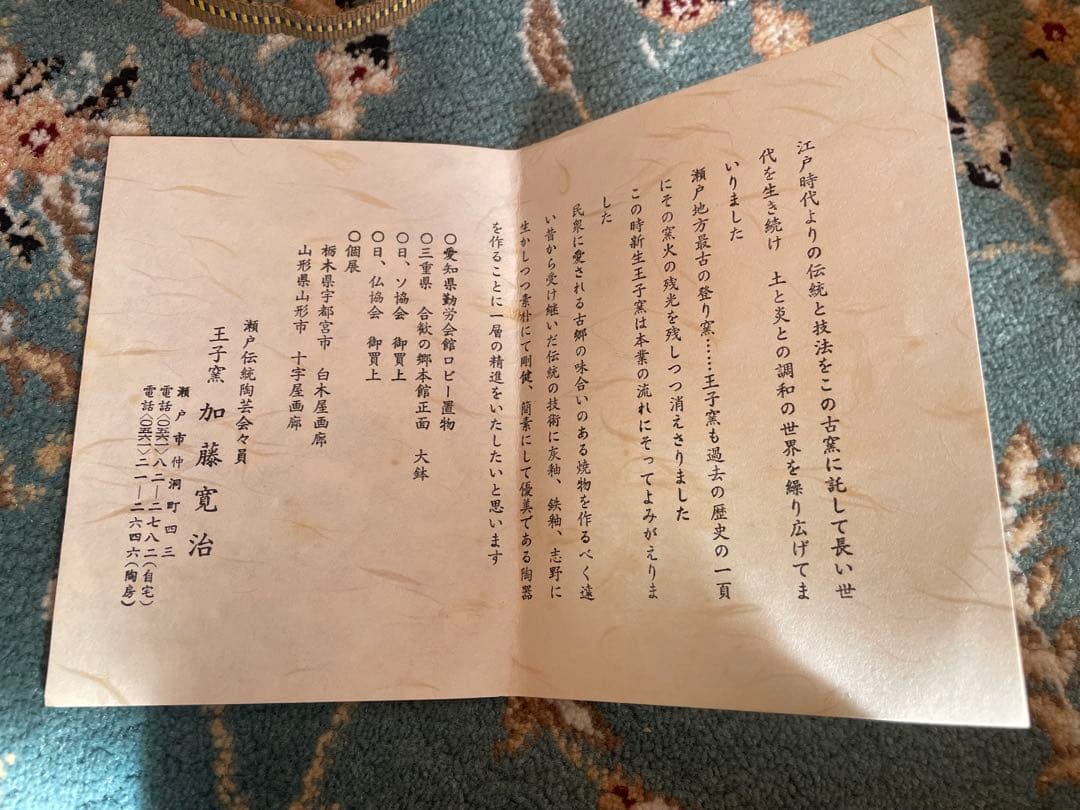 江戸時代よりの伝統と技法をこの古窯に託して長い世
代を生き続け　土と炎との調和の世界を繰り広げてま
いりました
瀬戸地方最古の登り窯……王子窯も過去の歴史の一頁
にその窯火の残光を残しつつ消えさりました
この時新生王子窯は本業の流れにそってよみがえりま
した
民衆に愛される古郷の味合いのある焼物を作るべく遠
い昔から受け継いだ伝統の技術に灰釉、鉄釉、志野に
生かしつつ素朴にて剛健、簡素にして優美である陶器
を作ることに一層の精進をいたしたいと思います
○愛知県勤労会館ロビー置物
○三重県　合歓の郷本館正面　大鉢
○日、ソ協会　御買上
○日、仏協会　御買上
○個展
栃木県宇都宮市　白木屋画廊
山形県山形市　十字屋画廊
瀬戸伝統陶芸会々員
王子窯　加藤寛治
瀬戸市仲洞町四三
電話〈〇五六一〉八二―二七八二（自宅）
電話〈〇五六一〉二一―二六四六（陶房）